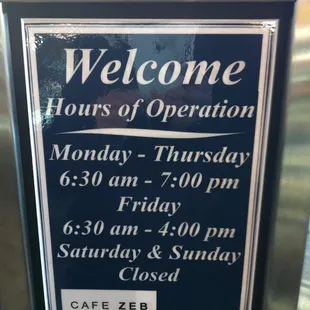 Welcome
Hours of Operation
Monday - Thursday
6:30 am - 7:00 pm
Friday
6:30 am - 4:00 pm
Saturday & Sunday
Closed
CAFE ZEB